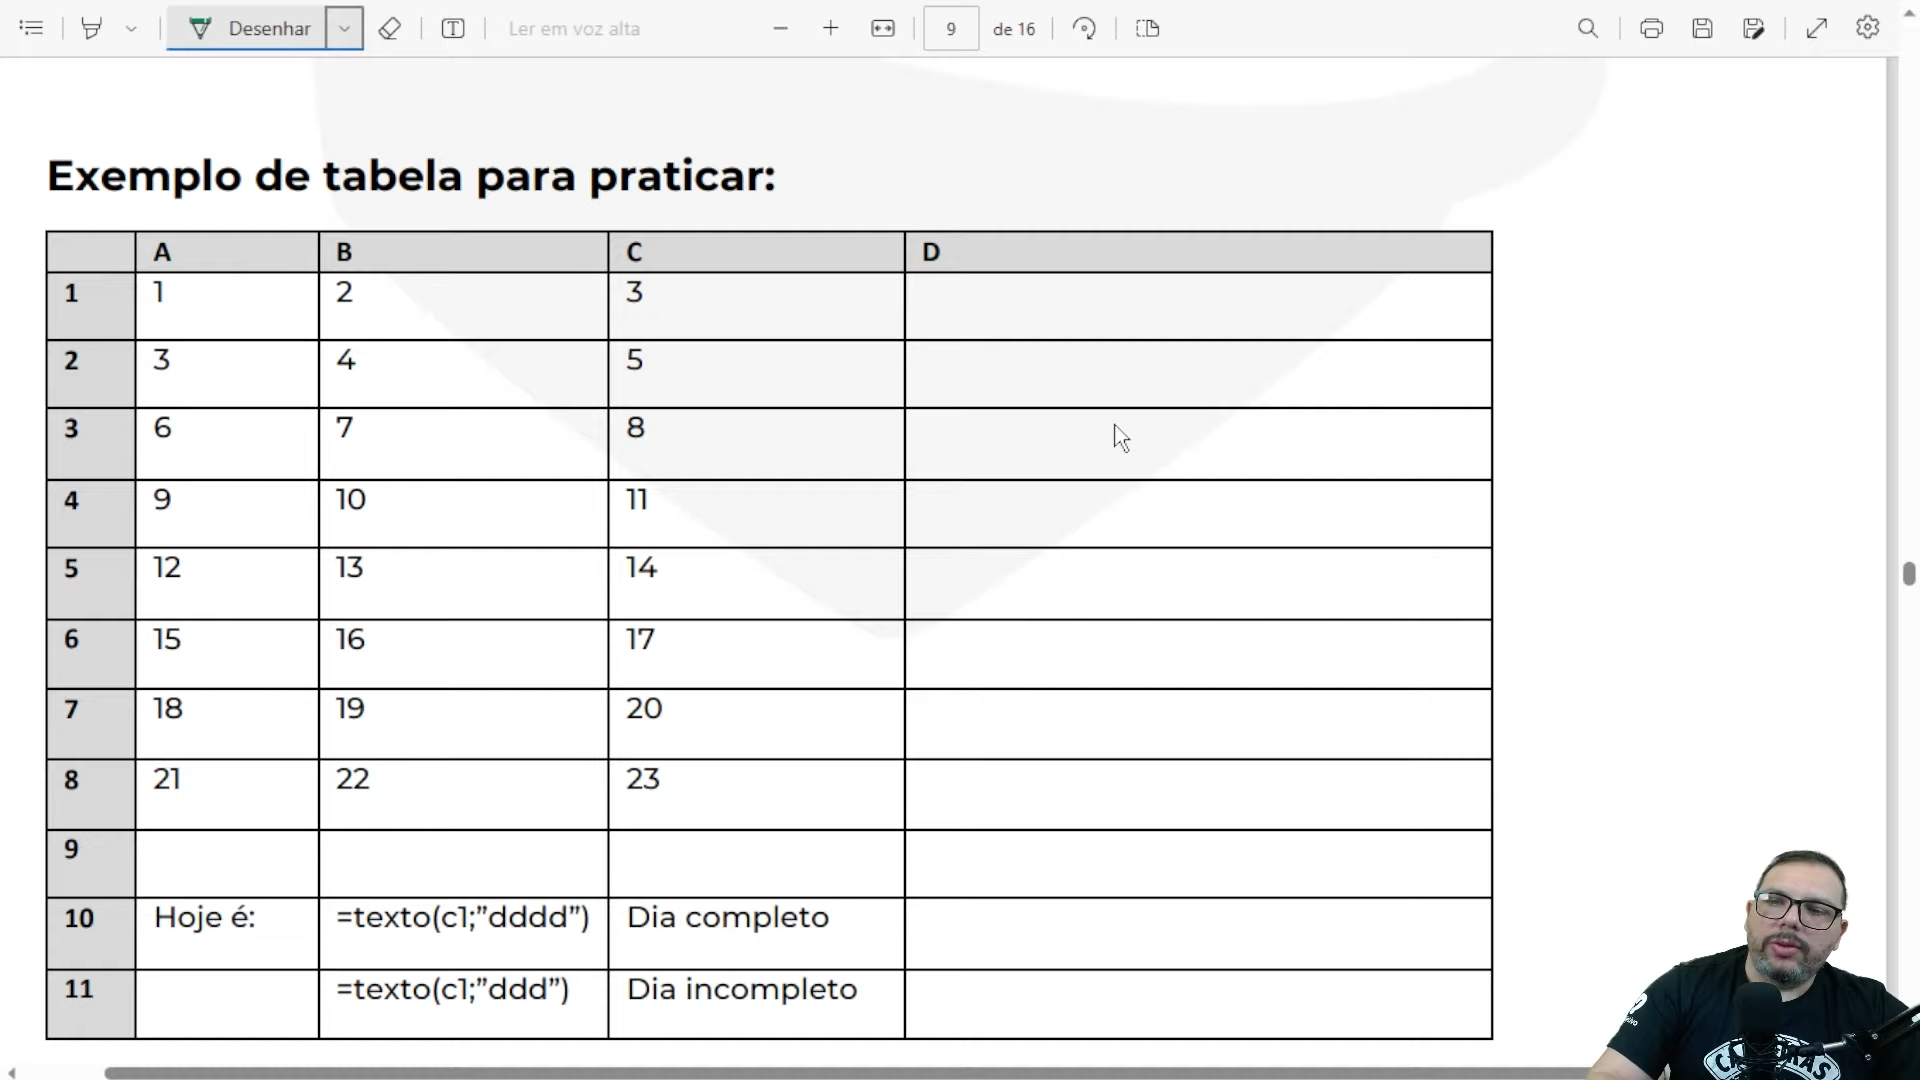 Desenhar
Ler em voz alta
9 de 16
Exemplo de tabela para praticar:
A B C D
1 1 2 3
2 3 4 5
3 6 7 8
4 9 10 11
5 12 13 14
6 15 16 17
7 18 19 20
8 21 22 23
9
10 Hoje é: =texto(c1;”dddd”) Dia completo
11 =texto(c1;”ddd”) Dia incompleto